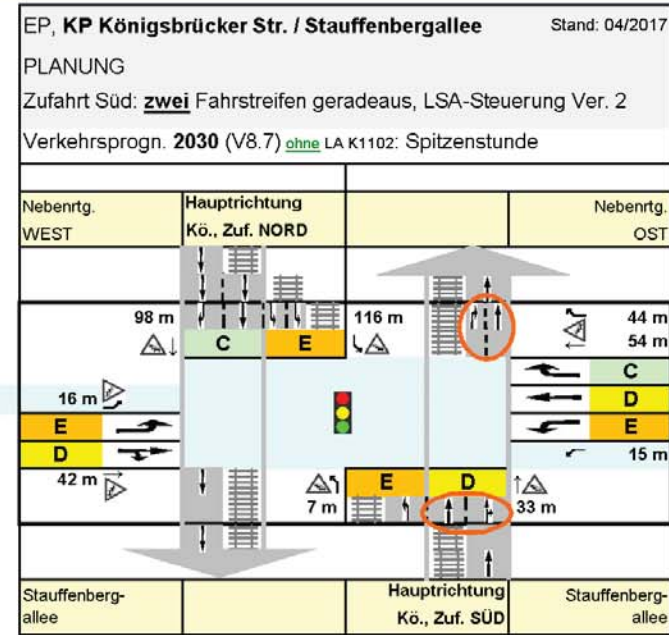 EP, KP Königsbrücker Str. / Stauffenbergallee Stand: 04/2017
PLANUNG
Zufahrt Süd: zwei Fahrstreifen geradeaus, LSA-Steuerung Ver. 2
Verkehrsprogn. 2030 (V8.7) ohne LA K1102: Spitzenstunde
Nebenrtg.
WEST
Hauptrichtung
Kö., Zuf. NORD
Nebenrtg.
OST
98 m
C
E
116 m
44 m
54 m
16 m
E
D
42 m
C
D
E
15 m
7 m
E
D
33 m
Stauffenberg-
allee
Hauptrichtung
Kö., Zuf. SÜD
Stauffenberg-
allee